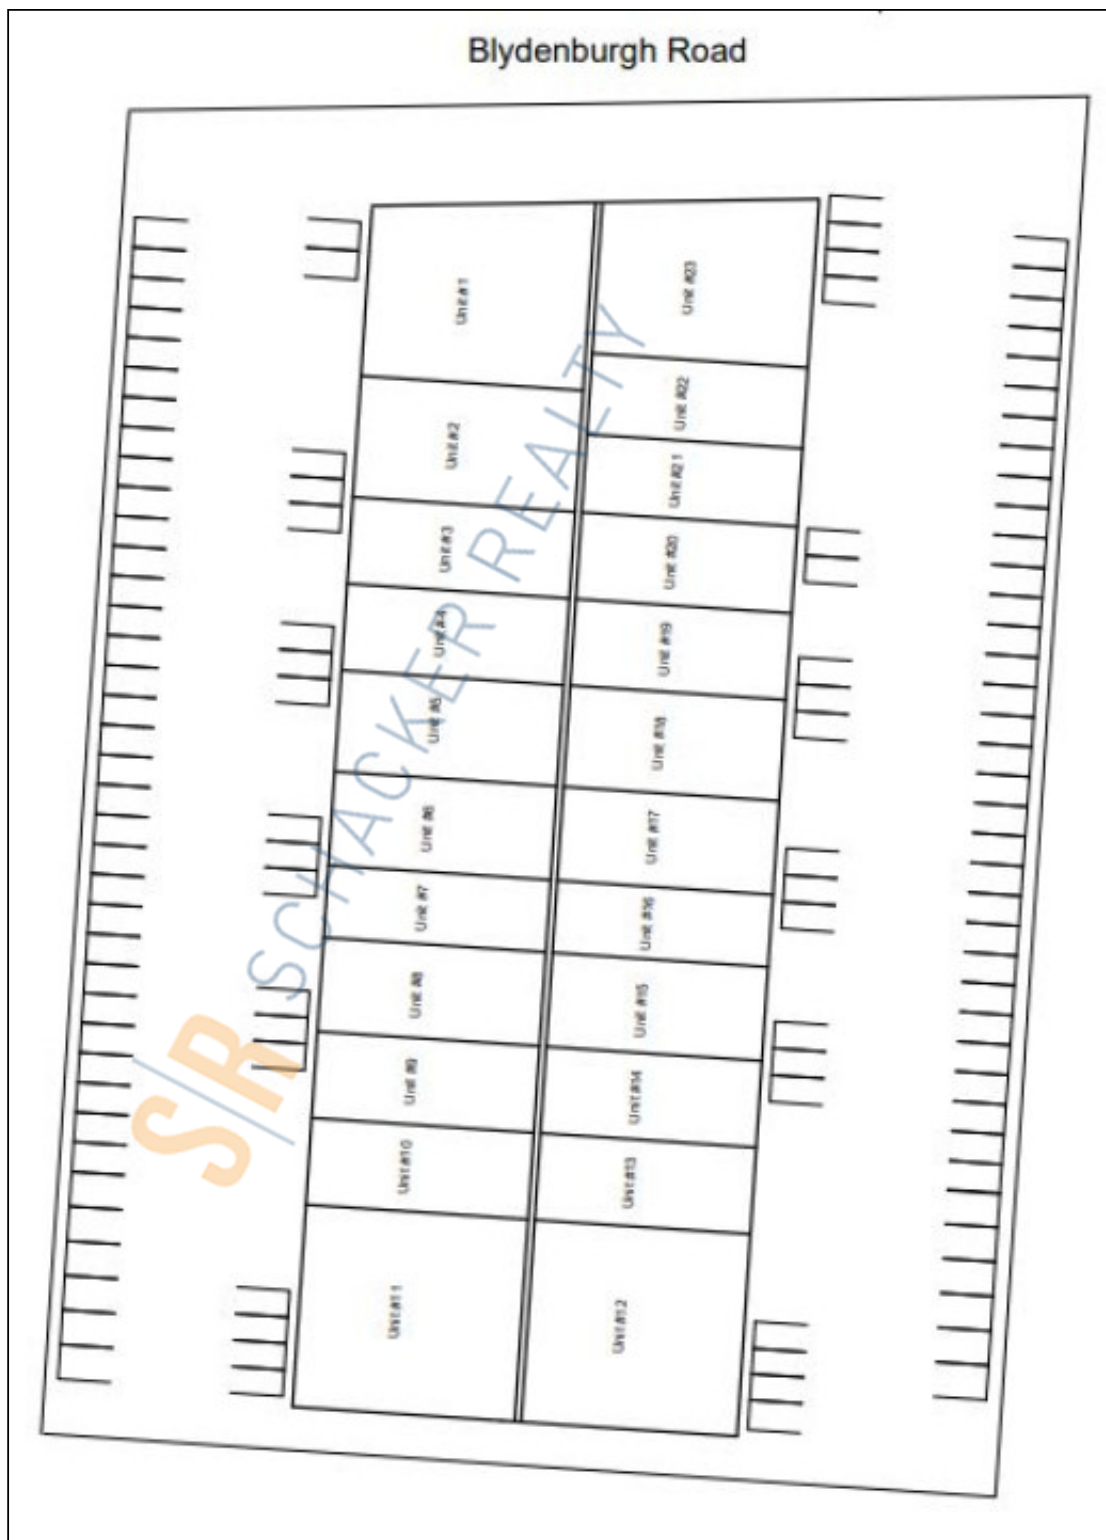 Blydenburgh Road
Unit #1
Unit #23
Unit #2
Unit #22
Unit #21
Unit #3
Unit #20
Unit #4
Unit #19
Unit #5
Unit #18
Unit #6
Unit #17
Unit #7
Unit #16
Unit #8
Unit #15
Unit #9
Unit #14
Unit #10
Unit #13
Unit #11
Unit #12
S|R SCHACKER REALTY